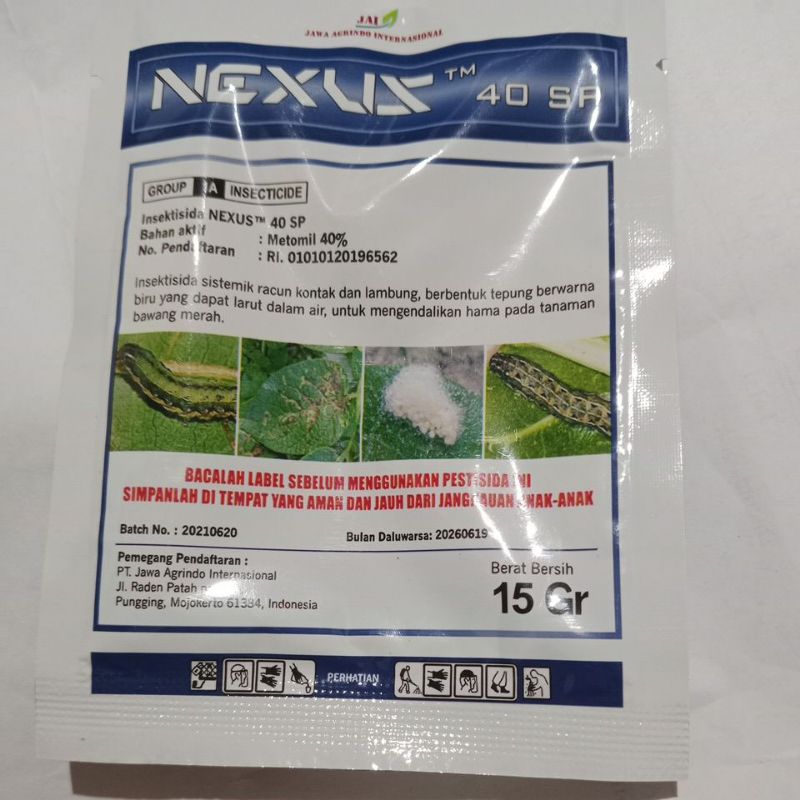 JAI
JAWA AGRINDO INTERNASIONAL
NEXUS™ 40 SP
GROUP 1A INSECTICIDE
Insektisida NEXUS™ 40 SP
Bahan aktif : Metomil 40%
No. Pendaftaran : RI. 01010120196562
Insektisida sistemik racun kontak dan lambung, berbentuk tepung berwarna
biru yang dapat larut dalam air, untuk mengendalikan hama pada tanaman
bawang merah.
BACALAH LABEL SEBELUM MENGGUNAKAN PESTISIDA INI
SIMPANLAH DI TEMPAT YANG AMAN DAN JAUH DARI JANGKAUAN ANAK-ANAK
Batch No. : 20210620
Bulan Daluwarsa: 20260619
Pemegang Pendaftaran :
PT. Jawa Agrindo Internasional
Jl. Raden Patah
Pungging, Mojokerto 61384, Indonesia
Berat Bersih
15 Gr
PERHATIAN